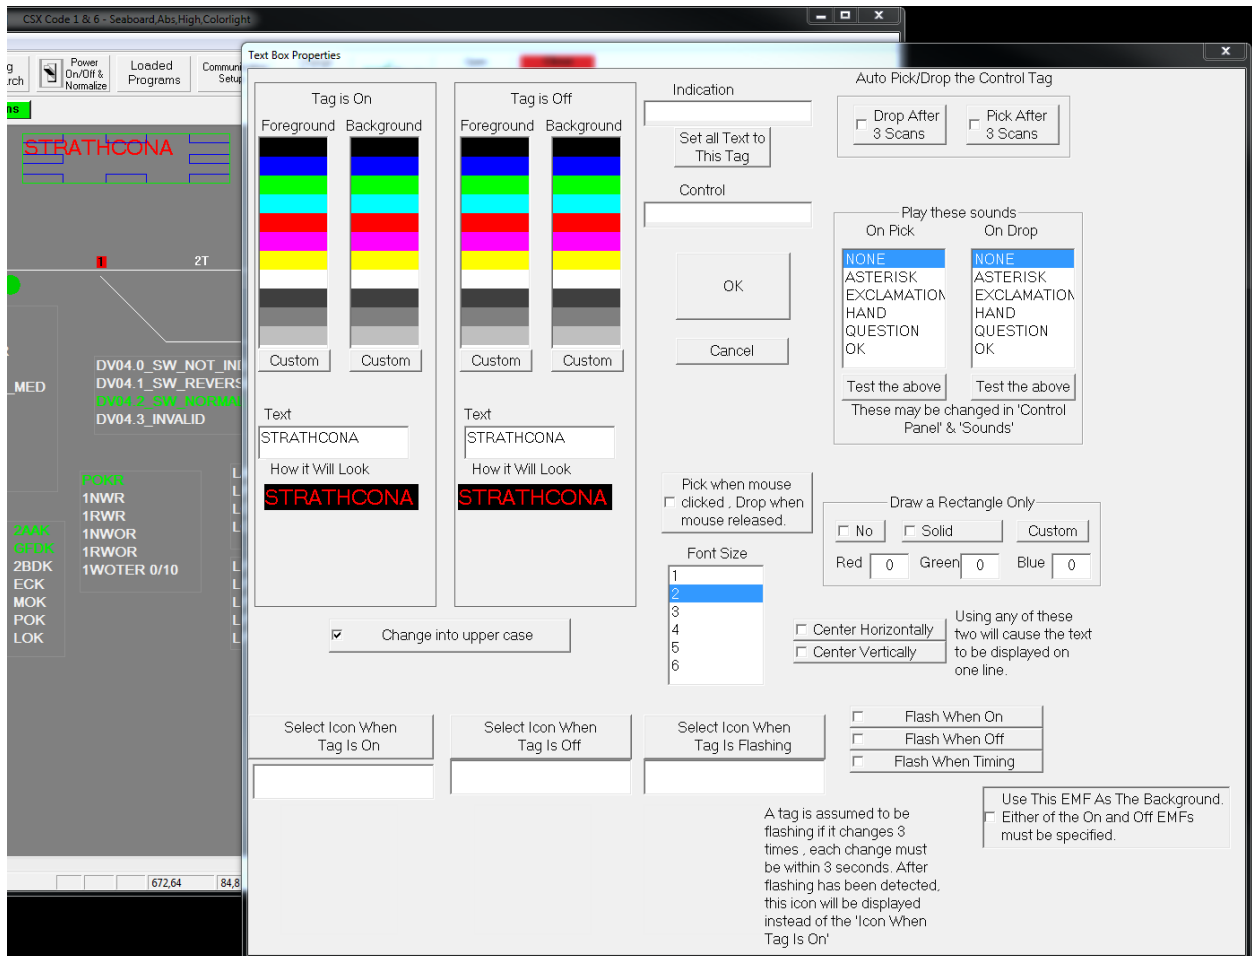 CSX Code 1 & 6 - Seaboard,Abs,High,Colorlight
Power
On/Off &
Normalize
Loaded
Programs
Setup
STRATHCONA
1
2T
_MED
DV04.1_SW_REVERS
DV04.2_SW_NORMAL
DV04.3_INVALID
POKR
1NWR
1RWR
1NWOR
1RWOR
1WOTER 0/10
2AAK
GFDK
2BDK
ECK
MOK
POK
LOK
672,64
84,8
Text Box Properties
Tag is On
Foreground Background
Custom Custom
Text
STRATHCONA
How it Will Look
STRATHCONA
Tag is Off
Foreground Background
Custom Custom
Text
STRATHCONA
How it Will Look
STRATHCONA
Change into upper case
Indication
Set all Text to
This Tag
Control
OK
Cancel
Auto Pick/Drop the Control Tag
Drop After
3 Scans
Pick After
3 Scans
Play these sounds
On Pick
NONE
ASTERISK
EXCLAMATION
HAND
QUESTION
OK
Test the above
On Drop
NONE
ASTERISK
EXCLAMATION
HAND
QUESTION
OK
Test the above
These may be changed in 'Control
Panel' & 'Sounds'
Pick when mouse
clicked , Drop when
mouse released.
Draw a Rectangle Only
No Solid Custom
Red 0 Green 0 Blue 0
Font Size
1
2
3
4
5
6
Center Horizontally
Center Vertically
Using any of these
two will cause the text
to be displayed on
one line.
Select Icon When
Tag Is On
Select Icon When
Tag Is Off
Select Icon When
Tag Is Flashing
Flash When On
Flash When Off
Flash When Timing
A tag is assumed to be
flashing if it changes 3
times , each change must
be within 3 seconds. After
flashing has been detected,
this icon will be displayed
instead of the 'Icon When
Tag Is On'
Use This EMF As The Background.
Either of the On and Off EMFs
must be specified.